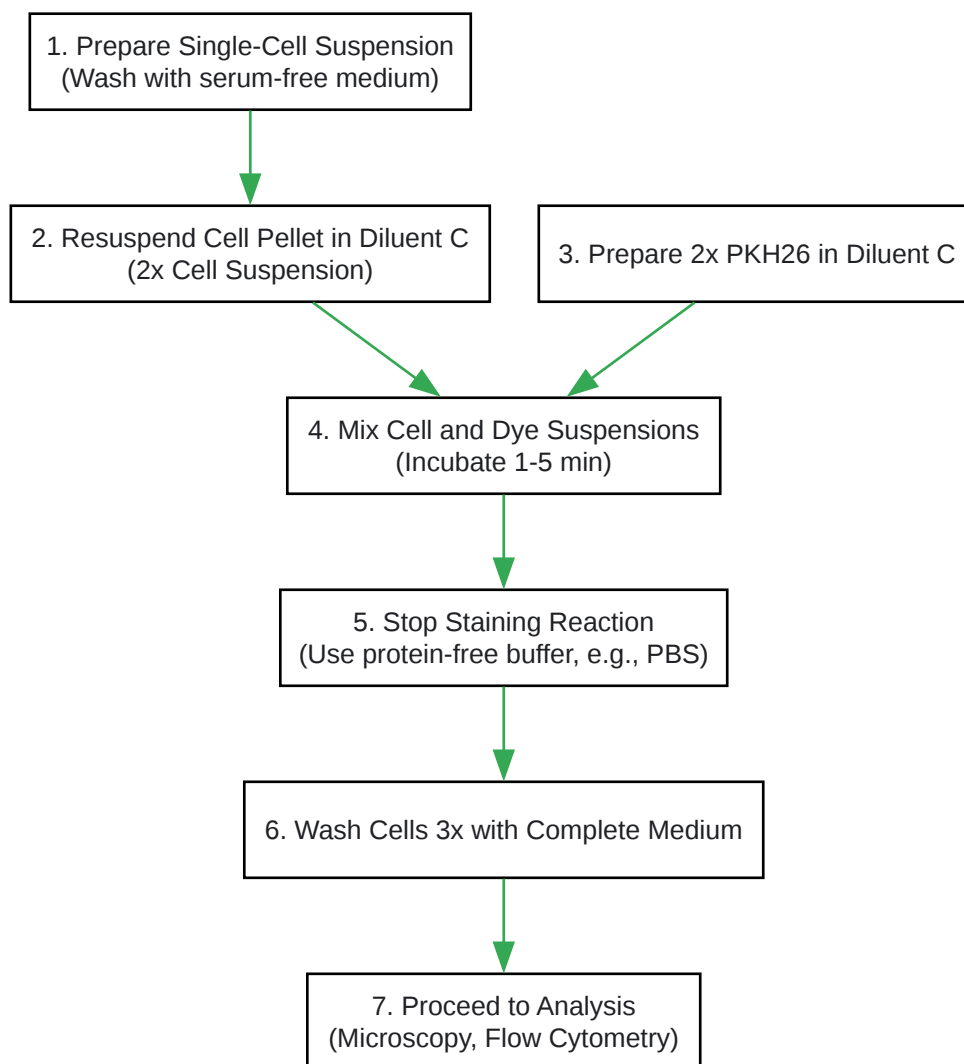 1. Prepare Single-Cell Suspension
(Wash with serum-free medium)
2. Resuspend Cell Pellet in Diluent C
(2x Cell Suspension)
3. Prepare 2x PKH26 in Diluent C
4. Mix Cell and Dye Suspensions
(Incubate 1-5 min)
5. Stop Staining Reaction
(Use protein-free buffer, e.g., PBS)
6. Wash Cells 3x with Complete Medium
7. Proceed to Analysis
(Microscopy, Flow Cytometry)